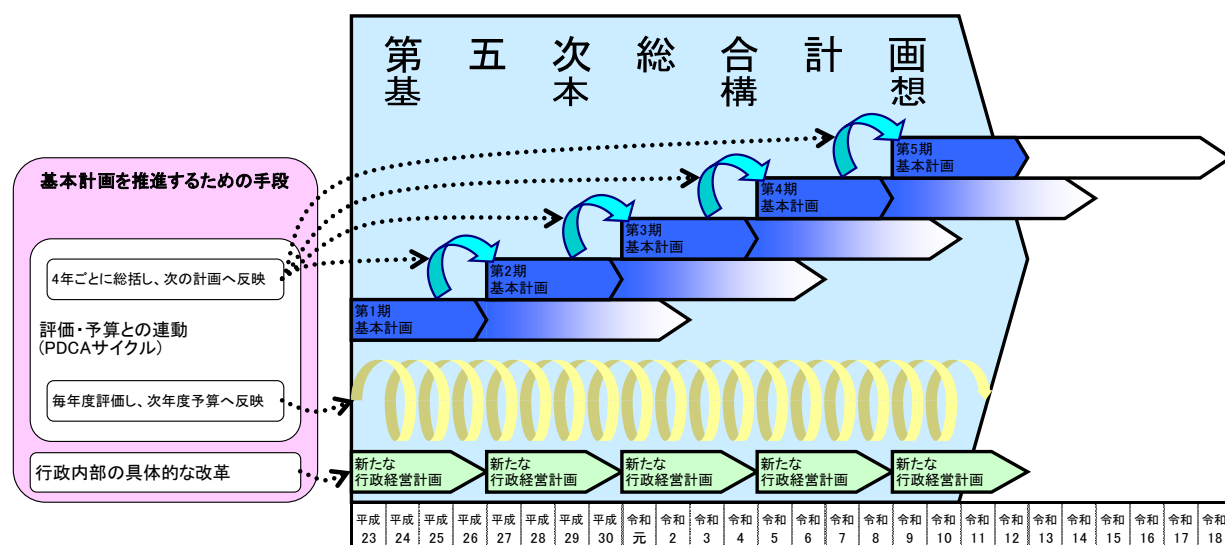 第五次総合計画
基本構想
基本計画を推進するための手段
4年ごとに総括し、次の計画へ反映
評価・予算との連動
(PDCAサイクル)
毎年度評価し、次年度予算へ反映
行政内部の具体的な改革
第5期
基本計画
第4期
基本計画
第3期
基本計画
第2期
基本計画
第1期
基本計画
新たな
行政経営計画
新たな
行政経営計画
新たな
行政経営計画
新たな
行政経営計画
新たな
行政経営計画
平成 平成 平成 平成 平成 平成 平成 平成 令和 令和 令和 令和 令和 令和 令和 令和 令和 令和 令和 令和 令和 令和 令和 令和 令和 令和
23 24 25 26 27 28 29 30 元 2 3 4 5 6 7 8 9 10 11 12 13 14 15 16 17 18